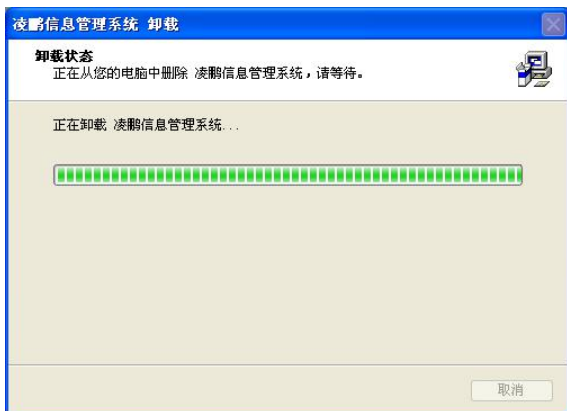 凌鹏信息管理系统 卸载
卸载状态
正在从您的电脑中删除 凌鹏信息管理系统，请等待。
正在卸载 凌鹏信息管理系统...
取消